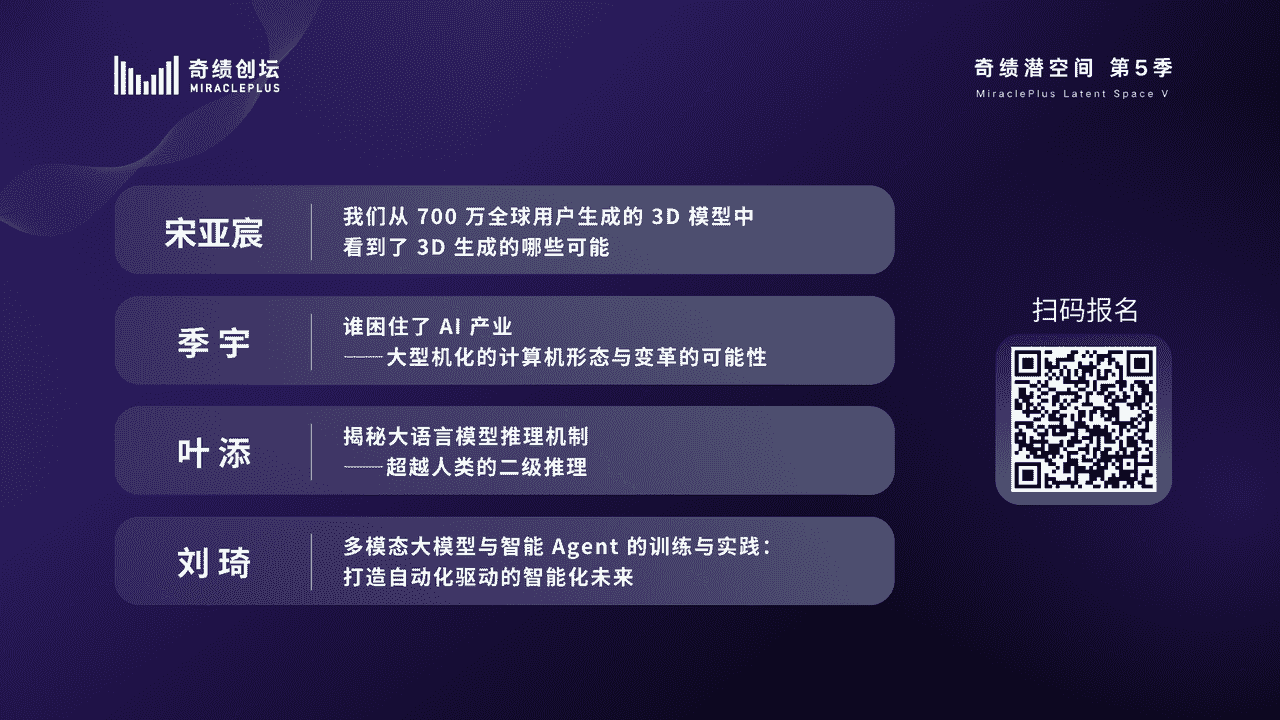 奇绩创坛
MIRACLEPLUS
奇绩潜空间 第5季
MiraclePlus Latent Space V
宋亚宸
我们从 700 万全球用户生成的 3D 模型中
看到了 3D 生成的哪些可能
季宇
谁困住了 AI 产业
——大型机化的计算机形态与变革的可能性
叶添
揭秘大语言模型推理机制
——超越人类的二级推理
刘琦
多模态大模型与智能 Agent 的训练与实践：
打造自动化驱动的智能化未来
扫码报名